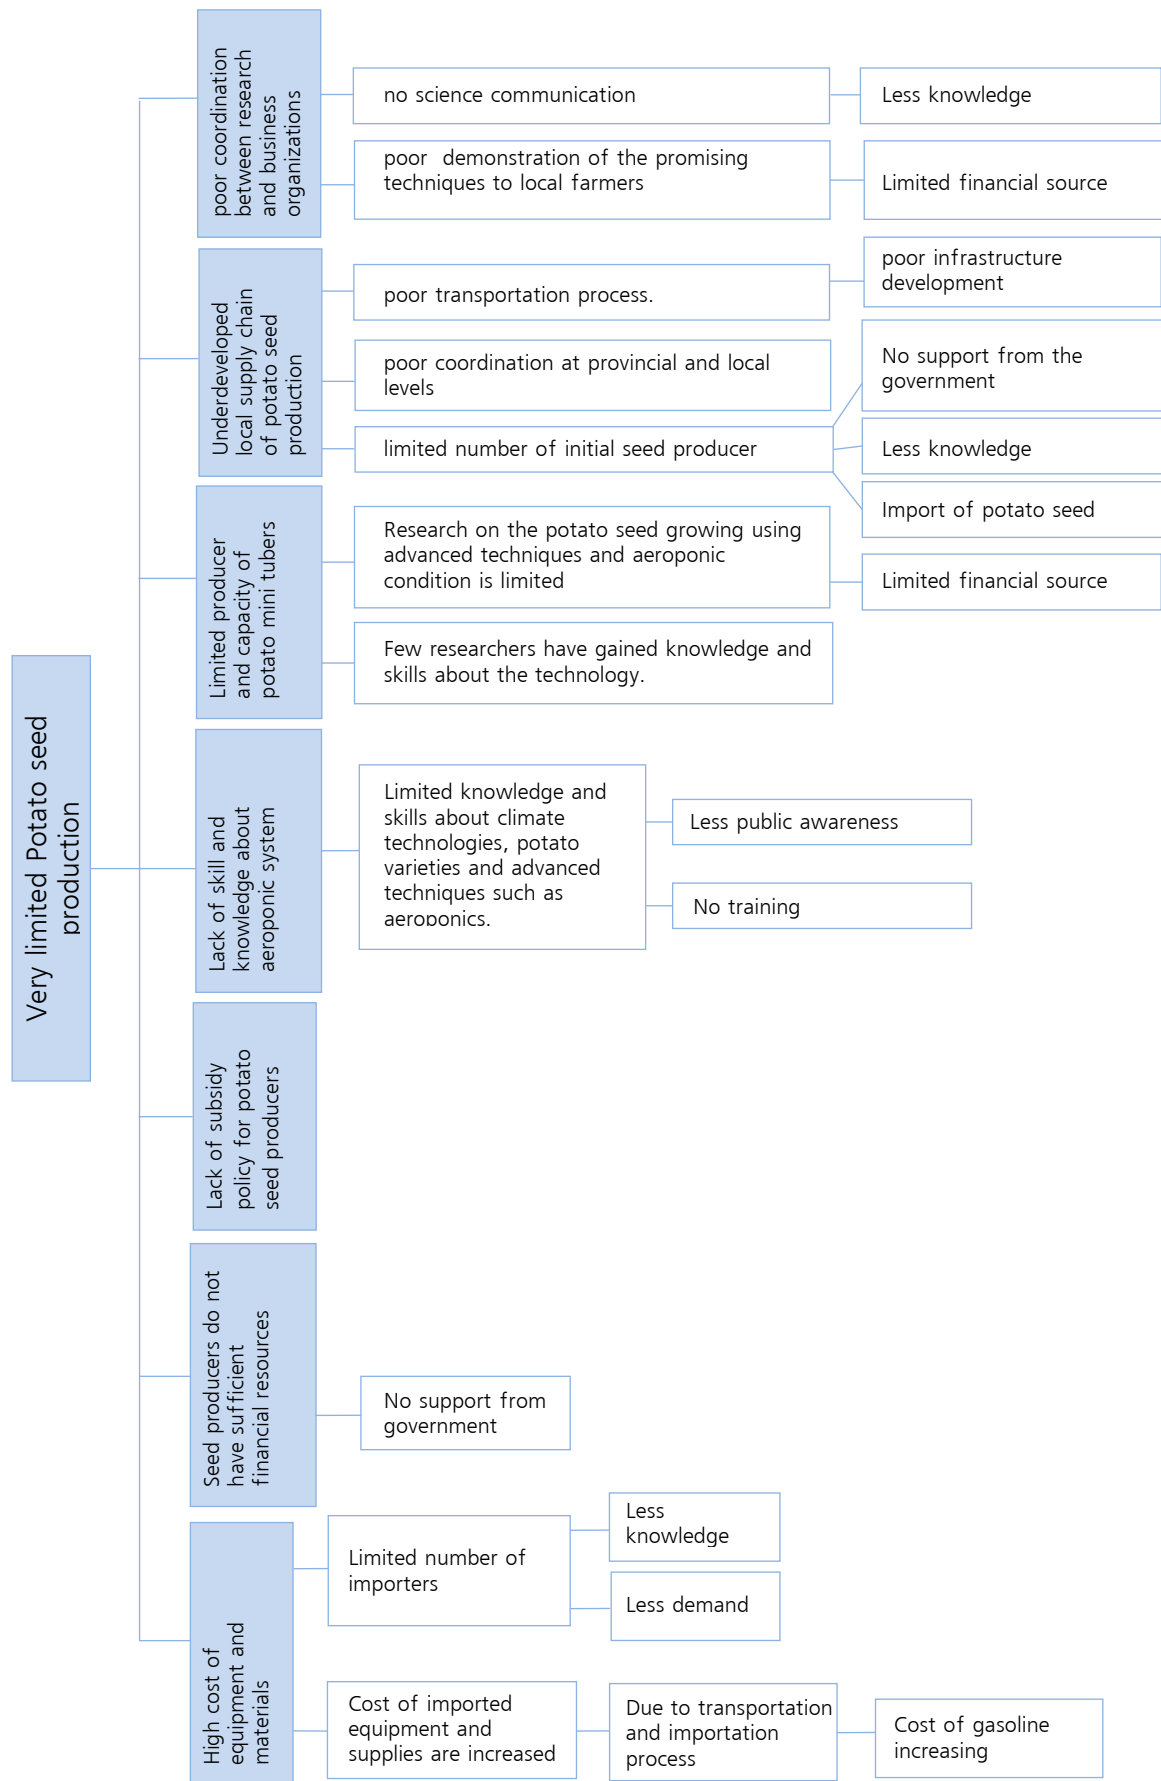 Very limited Potato seed
production
poor coordination
between research
and business
organizations
no science communication
Less knowledge
poor  demonstration of the promising
techniques to local farmers
Limited financial source
Underdeveloped
local supply chain
of potato seed
production
poor transportation process.
poor infrastructure
development
poor coordination at provincial and local
levels
limited number of initial seed producer
No support from the
government
Less knowledge
Import of potato seed
Limited producer
and capacity of
potato mini tubers
Research on the potato seed growing using
advanced techniques and aeroponic
condition is limited
Limited financial source
Few researchers have gained knowledge and
skills about the technology.
Lack of skill and
knowledge about
aeroponic system
Limited knowledge and
skills about climate
technologies, potato
varieties and advanced
techniques such as
aeroponics.
Less public awareness
No training
Lack of subsidy
policy for potato
seed producers
Seed producers do not
have sufficient
financial resources
No support from
government
High cost of
equipment and
materials
Limited number of
importers
Less
knowledge
Less demand
Cost of imported
equipment and
supplies are increased
Due to transportation
and importation
process
Cost of gasoline
increasing